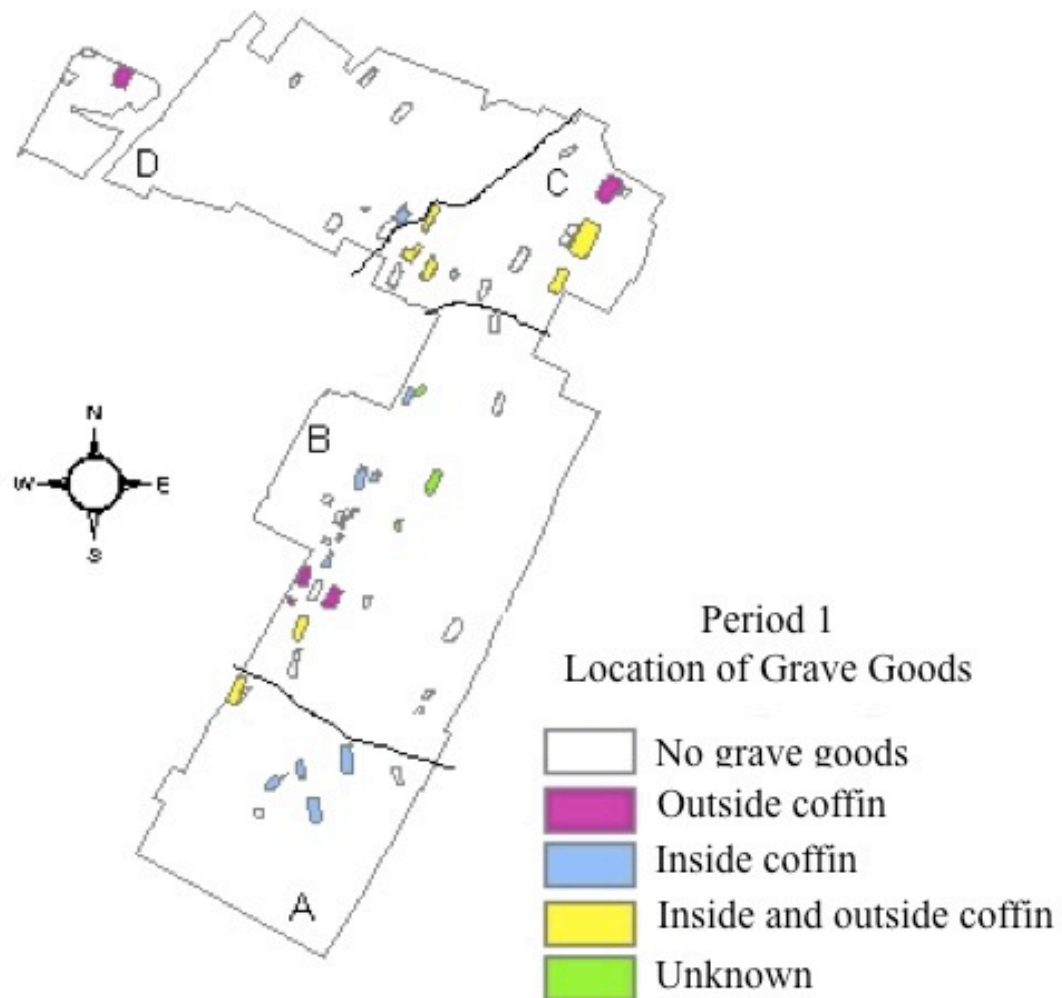 D
C
B
N
W E
S
A
Period 1
Location of Grave Goods
No grave goods
Outside coffin
Inside coffin
Inside and outside coffin
Unknown